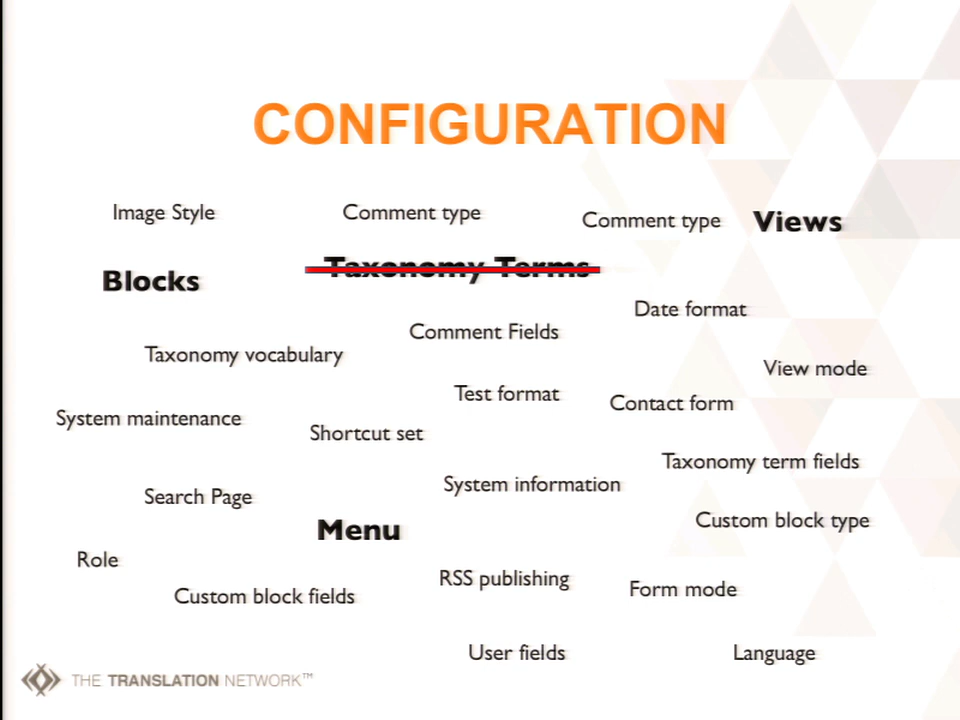 CONFIGURATION
Image Style
Comment type
Comment type
Views
Taxonomy Terms
Blocks
Date format
Comment Fields
Taxonomy vocabulary
View mode
Test format
Contact form
System maintenance
Shortcut set
Taxonomy term fields
System information
Search Page
Custom block type
Menu
Role
RSS publishing
Form mode
Custom block fields
User fields
Language
THE TRANSLATION NETWORK™